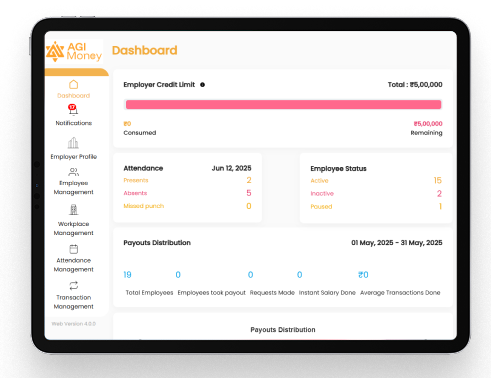 AGI
Money
Dashboard
Dashboard
Notifications
Employer Profile
Employee
Management
Workplace
Management
Attendance
Management
Transaction
Management
Web Version 4.0.0
Employer Credit Limit
Total : ₹5,00,000
₹0
₹5,00,000
Consumed
Remaining
Attendance
Jun 12, 2025
Presents
2
Absents
5
Missed punch
0
Employee Status
Active
15
Inactive
2
Paused
1
Payouts Distribution
01 May, 2025 - 31 May, 2025
19
0
0
0
₹0
Total Employees
Employees took payout
Requests Made
Instant Salary Done
Average Transactions Done
Payouts Distribution